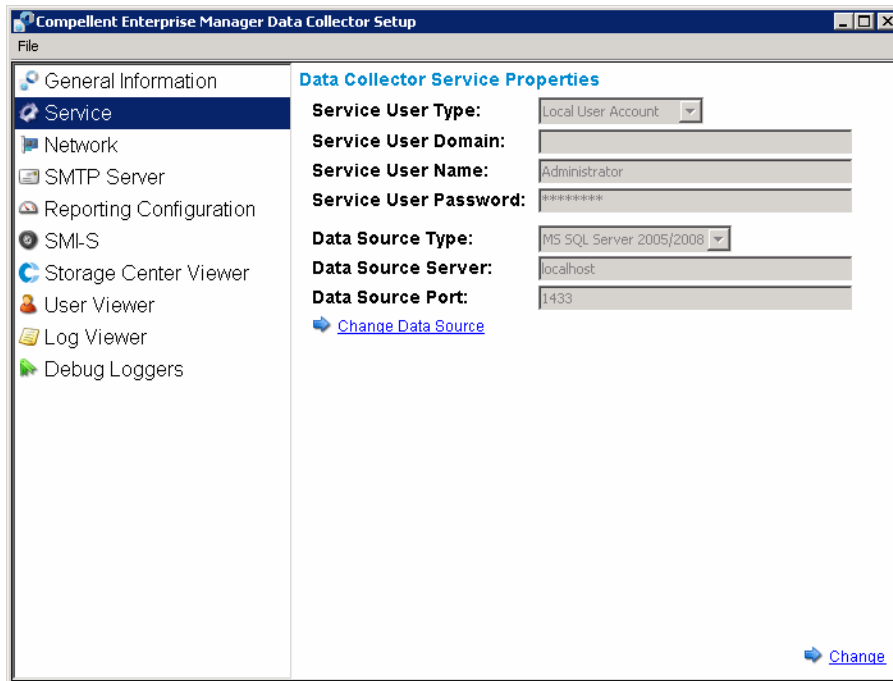 Compellent Enterprise Manager Data Collector Setup
File
General Information
Service
Network
SMTP Server
Reporting Configuration
SMI-S
Storage Center Viewer
User Viewer
Log Viewer
Debug Loggers
Data Collector Service Properties
Service User Type: Local User Account
Service User Domain:
Service User Name: Administrator
Service User Password: ********
Data Source Type: MS SQL Server 2005/2008
Data Source Server: localhost
Data Source Port: 1433
Change Data Source
Change